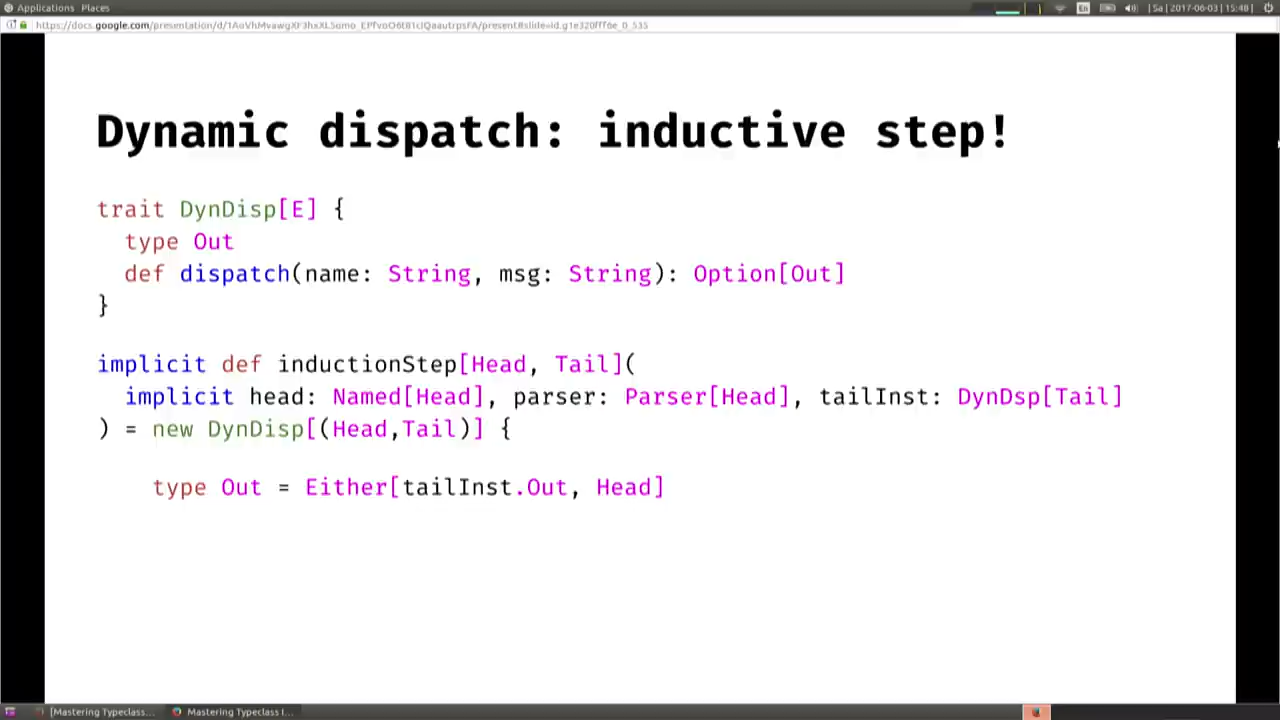 Applications Places
En
Sa | 2017-06-03 | 15:48
Dynamic dispatch: inductive step!
trait DynDisp[E] {
type Out
def dispatch(name: String, msg: String): Option[Out]
}
implicit def inductionStep[Head, Tail](
implicit head: Named[Head], parser: Parser[Head], tailInst: DynDsp[Tail]
) = new DynDisp[(Head,Tail)] {
type Out = Either[tailInst.Out, Head]
[Mastering Typeclass...
Mastering Typeclass I...